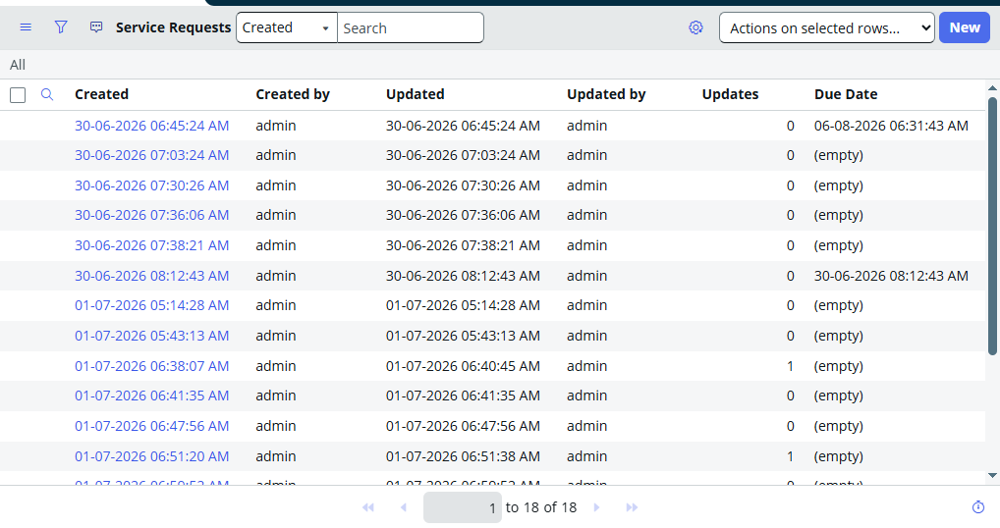 Service Requests Created Search Actions on selected rows... New
All
Created Created by Updated Updated by Updates Due Date
30-06-2026 06:45:24 AM admin 30-06-2026 06:45:24 AM admin 0 06-08-2026 06:31:43 AM
30-06-2026 07:03:24 AM admin 30-06-2026 07:03:24 AM admin 0 (empty)
30-06-2026 07:30:26 AM admin 30-06-2026 07:30:26 AM admin 0 (empty)
30-06-2026 07:36:06 AM admin 30-06-2026 07:36:06 AM admin 0 (empty)
30-06-2026 07:38:21 AM admin 30-06-2026 07:38:21 AM admin 0 (empty)
30-06-2026 08:12:43 AM admin 30-06-2026 08:12:43 AM admin 0 30-06-2026 08:12:43 AM
01-07-2026 05:14:28 AM admin 01-07-2026 05:14:28 AM admin 0 (empty)
01-07-2026 05:43:13 AM admin 01-07-2026 05:43:13 AM admin 0 (empty)
01-07-2026 06:38:07 AM admin 01-07-2026 06:40:45 AM admin 1 (empty)
01-07-2026 06:41:35 AM admin 01-07-2026 06:41:35 AM admin 0 (empty)
01-07-2026 06:47:56 AM admin 01-07-2026 06:47:56 AM admin 0 (empty)
01-07-2026 06:51:20 AM admin 01-07-2026 06:51:38 AM admin 1 (empty)
1 to 18 of 18